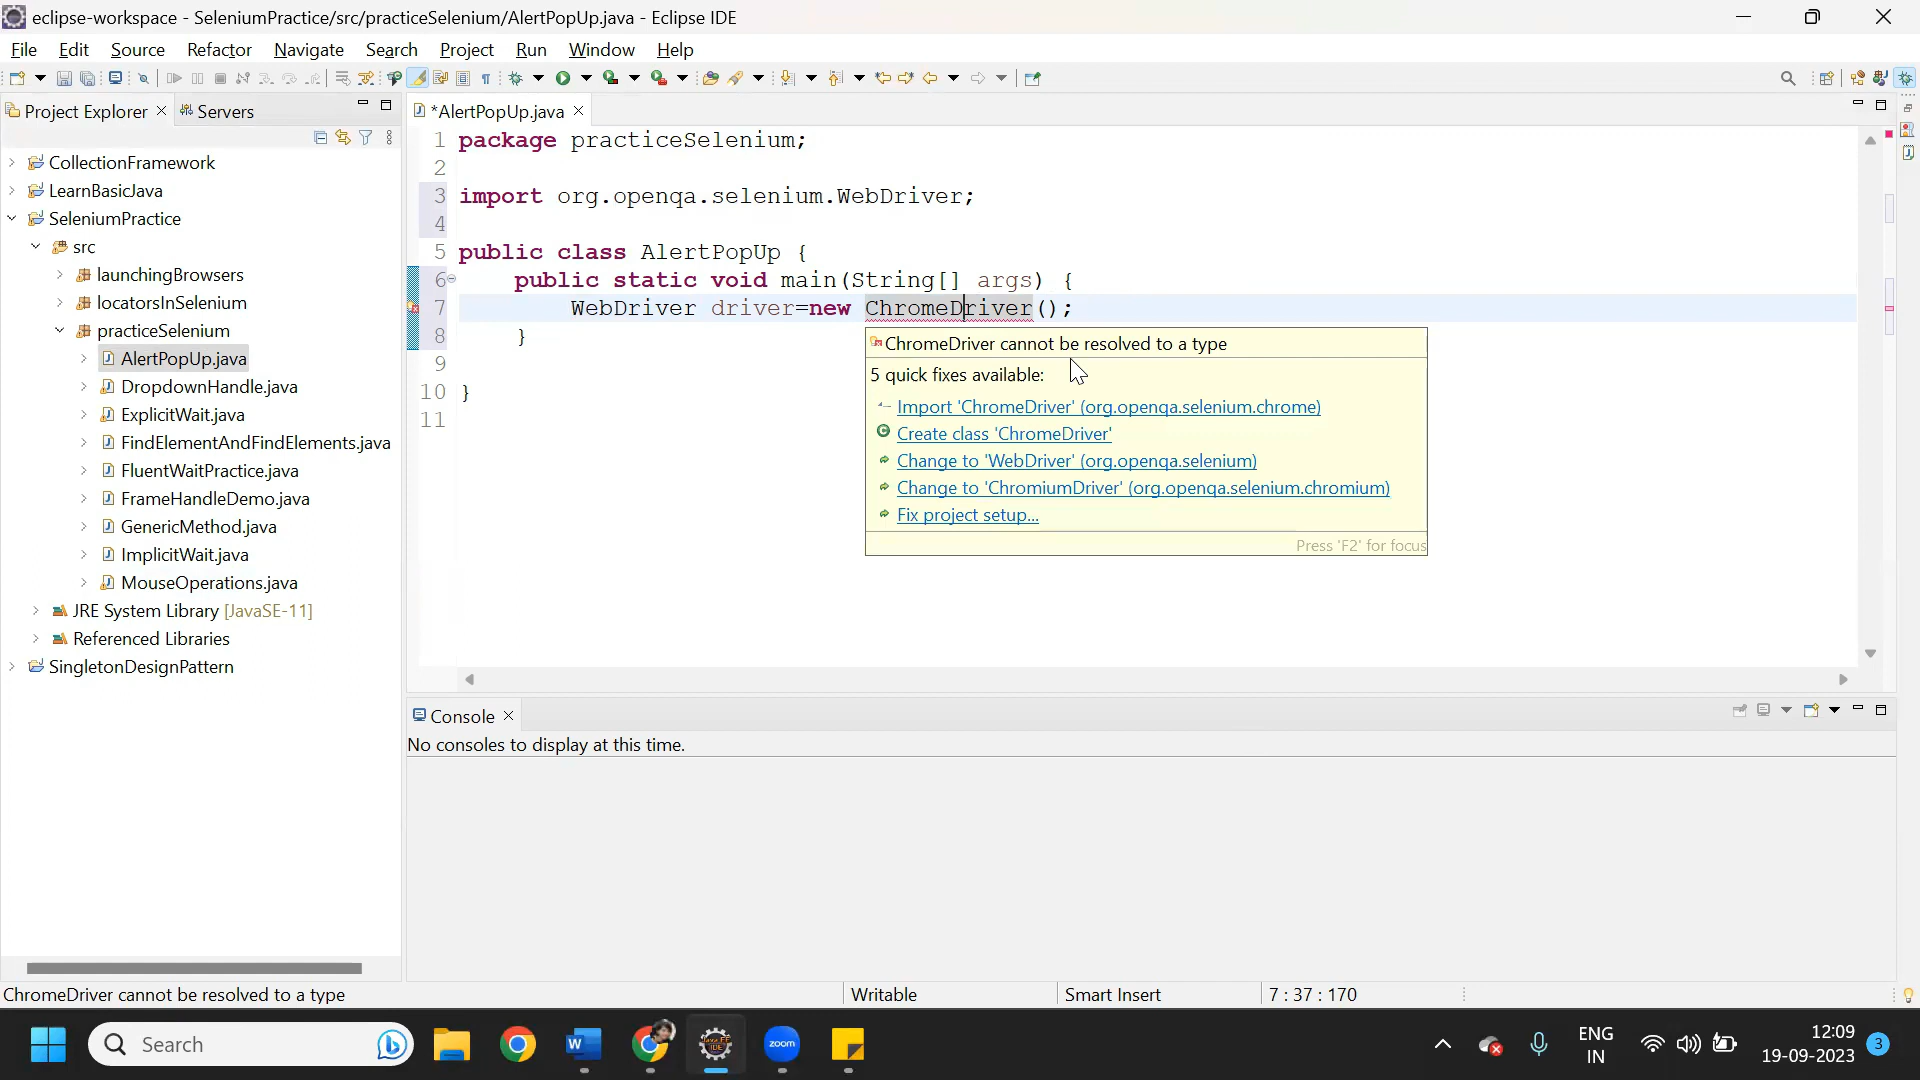 eclipse-workspace - SeleniumPractice/src/practiceSelenium/AlertPopUp.java - Eclipse IDE
File Edit Source Refactor Navigate Search Project Run Window Help
Project Explorer
Servers
CollectionFramework
LearnBasicJava
SeleniumPractice
src
launchingBrowsers
locatorsInSelenium
practiceSelenium
AlertPopUp.java
DropdownHandle.java
ExplicitWait.java
FindElementAndFindElements.java
FluentWaitPractice.java
FrameHandleDemo.java
GenericMethod.java
ImplicitWait.java
MouseOperations.java
JRE System Library [JavaSE-11]
Referenced Libraries
SingletonDesignPattern
*AlertPopUp.java
1 package practiceSelenium;
2
3 import org.openqa.selenium.WebDriver;
4
5 public class AlertPopUp {
6 public static void main(String[] args) {
7 WebDriver driver=new ChromeDriver();
8 }
9
10 }
11
ChromeDriver cannot be resolved to a type
5 quick fixes available:
Import 'ChromeDriver' (org.openqa.selenium.chrome)
Create class 'ChromeDriver'
Change to 'WebDriver' (org.openqa.selenium)
Change to 'ChromiumDriver' (org.openqa.selenium.chromium)
Fix project setup...
Press 'F2' for focus
Console
No consoles to display at this time.
ChromeDriver cannot be resolved to a type
Writable
Smart Insert
7 : 37 : 170
Search
zoom
ENG
IN
12:09
19-09-2023
3